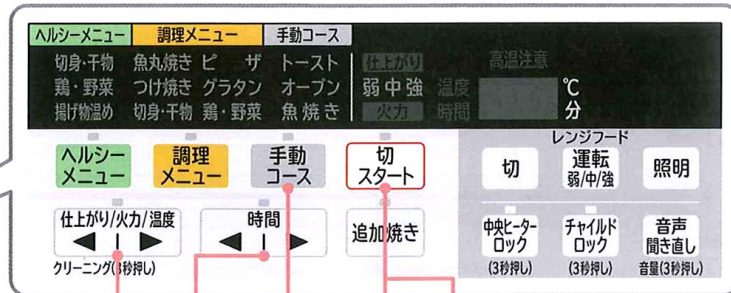 ヘルシーメニュー 調理メニュー 手動コース
切身・干物 魚丸焼き ピザ トースト 仕上がり 高温注意
鶏・野菜 つけ焼き グラタン オーブン 弱 中 強 温度 ℃
揚げ物温め 切身・干物 鶏・野菜 魚焼き 火力 時間 分
レンジフード
ヘルシー
メニュー
調理
メニュー
手動
コース
切
スタート
切
運転
弱/中/強
照明
仕上がり/火力/温度
◀ | ▶
クリーニング(3秒押し)
時間
◀ | ▶
追加焼き
中央ヒーター
ロック
(3秒押し)
チャイルド
ロック
(3秒押し)
音声
聞き直し
音量(3秒押し)